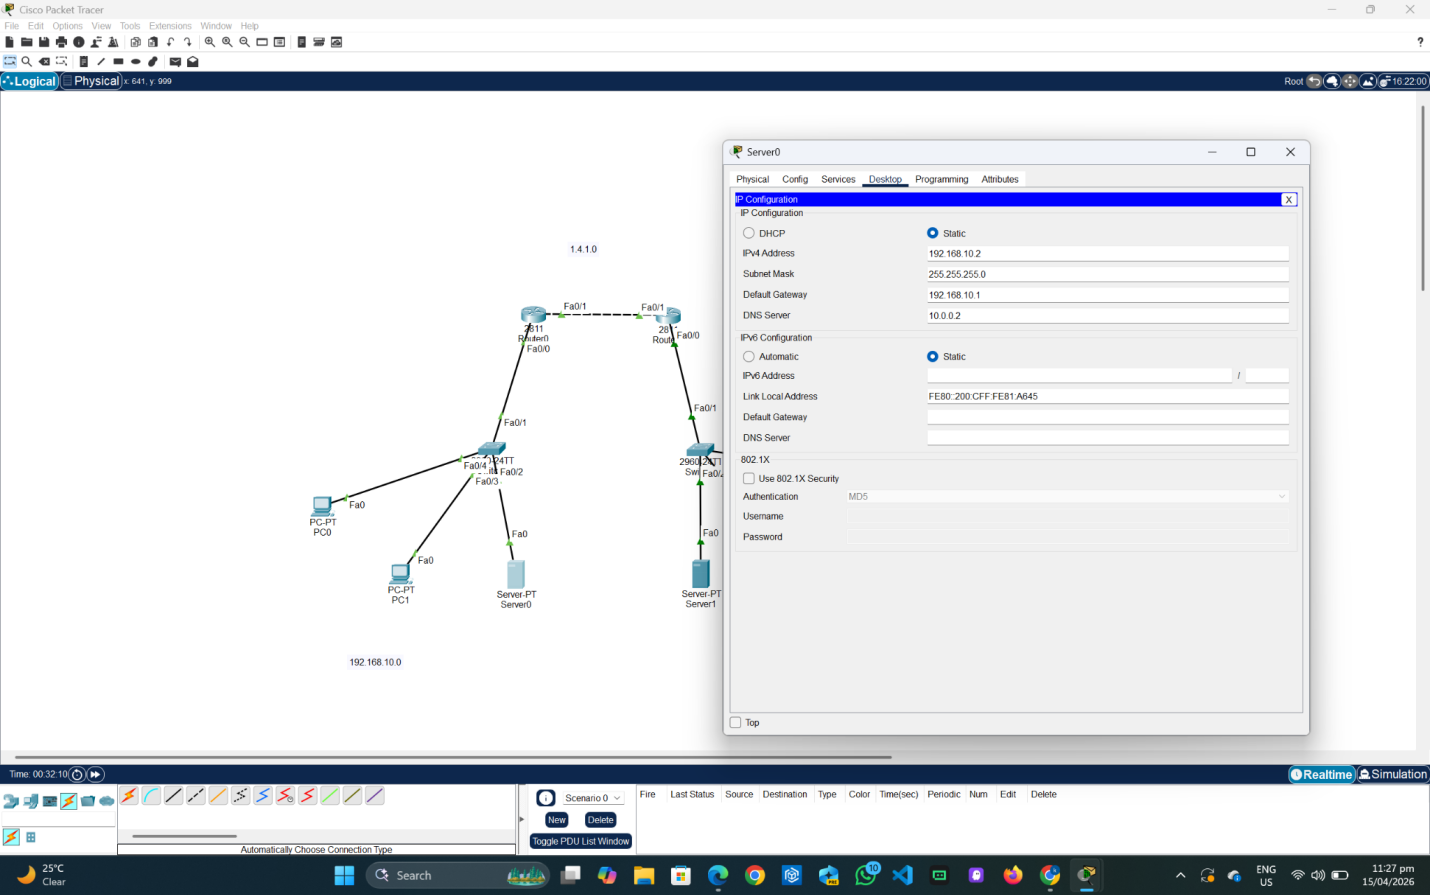 Cisco Packet Tracer
File Edit Options View Tools Extensions Window Help
?
Logical Physical x: 641, y: 999
Root 16:22:00
Server0
Physical Config Services Desktop Programming Attributes
IP Configuration X
IP Configuration
DHCP Static
IPv4 Address 192.168.10.2
Subnet Mask 255.255.255.0
Default Gateway 192.168.10.1
DNS Server 10.0.0.2
IPv6 Configuration
Automatic Static
IPv6 Address /
Link Local Address FE80::200:CFF:FE81:A645
Default Gateway
DNS Server
802.1X
Use 802.1X Security
Authentication MD5
Username
Password
Top
1.4.1.0
Fa0/1 Fa0/1
2811
Router0
Fa0/0
Fa0/0
Fa0/1
Fa0/1
Fa0/4
Fa0/2
Fa0/3
2960-24TT
Fa0
PC-PT
PC0
Fa0
PC-PT
PC1
Fa0
Server-PT
Server0
Fa0
Server-PT
Server1
192.168.10.0
Time: 00:32:10
Realtime Simulation
Scenario 0
New Delete
Toggle PDU List Window
Fire Last Status Source Destination Type Color Time(sec) Periodic Num Edit Delete
Automatically Choose Connection Type
25°C
Clear
Search
PRE
10
ENG
US
11:27 pm
15/04/2026